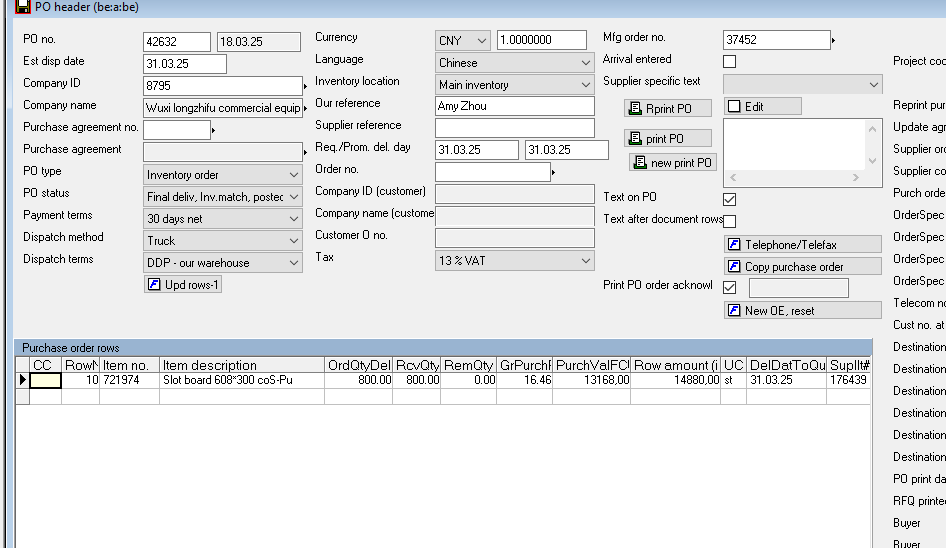 PO header (be:a:be)
PO no. 42632 18.03.25 Currency CNY 1.0000000 Mfg order no. 37452
Est disp date 31.03.25 Language Chinese Arrival entered Project coo
Company ID 8795 Inventory location Main inventory Supplier specific text
Company name Wuxi longzhifu commercial equip Our reference Amy Zhou Rprint PO Edit Reprint pur
Purchase agreement no. Supplier reference Update agr
Purchase agreement Req./Prom. del. day 31.03.25 31.03.25 print PO Supplier ord
PO type Inventory order Order no. new print PO Supplier co
PO status Final deliv, Inv.match, postec Company ID (customer) Text on PO Purch orde
Payment terms 30 days net Company name (custome Text after document rows OrderSpec
Dispatch method Truck Customer O no. Telephone/Telefax OrderSpec
Dispatch terms DDP - our warehouse Tax 13 % VAT Copy purchase order OrderSpec
Upd rows-1 Print PO order acknowl OrderSpec
New OE, reset Telecom no
Cust no. at
Purchase order rows Destination
CC RowN Item no. Item description OrdQtyDel RcvQty RemQty GrPurchF PurchValFC Row amount (i UC DelDatToQu SupIt#
10 721974 Slot board 608*300 coS-Pu 800.00 800.00 0.00 16.46 13168,00 14880,00 st 31.03.25 176439
Destination
Destination
Destination
Destination
Destination
PO print da
RFQ printed
Buyer
Buyer